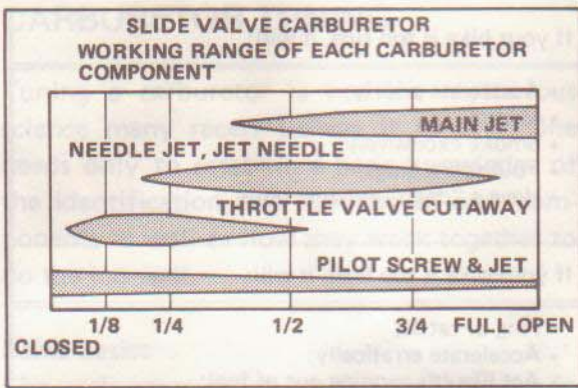 SLIDE VALVE CARBURETOR
WORKING RANGE OF EACH CARBURETOR
COMPONENT
MAIN JET
NEEDLE JET, JET NEEDLE
THROTTLE VALVE CUTAWAY
PILOT SCREW & JET
1/8 1/4 1/2 3/4 FULL OPEN
CLOSED